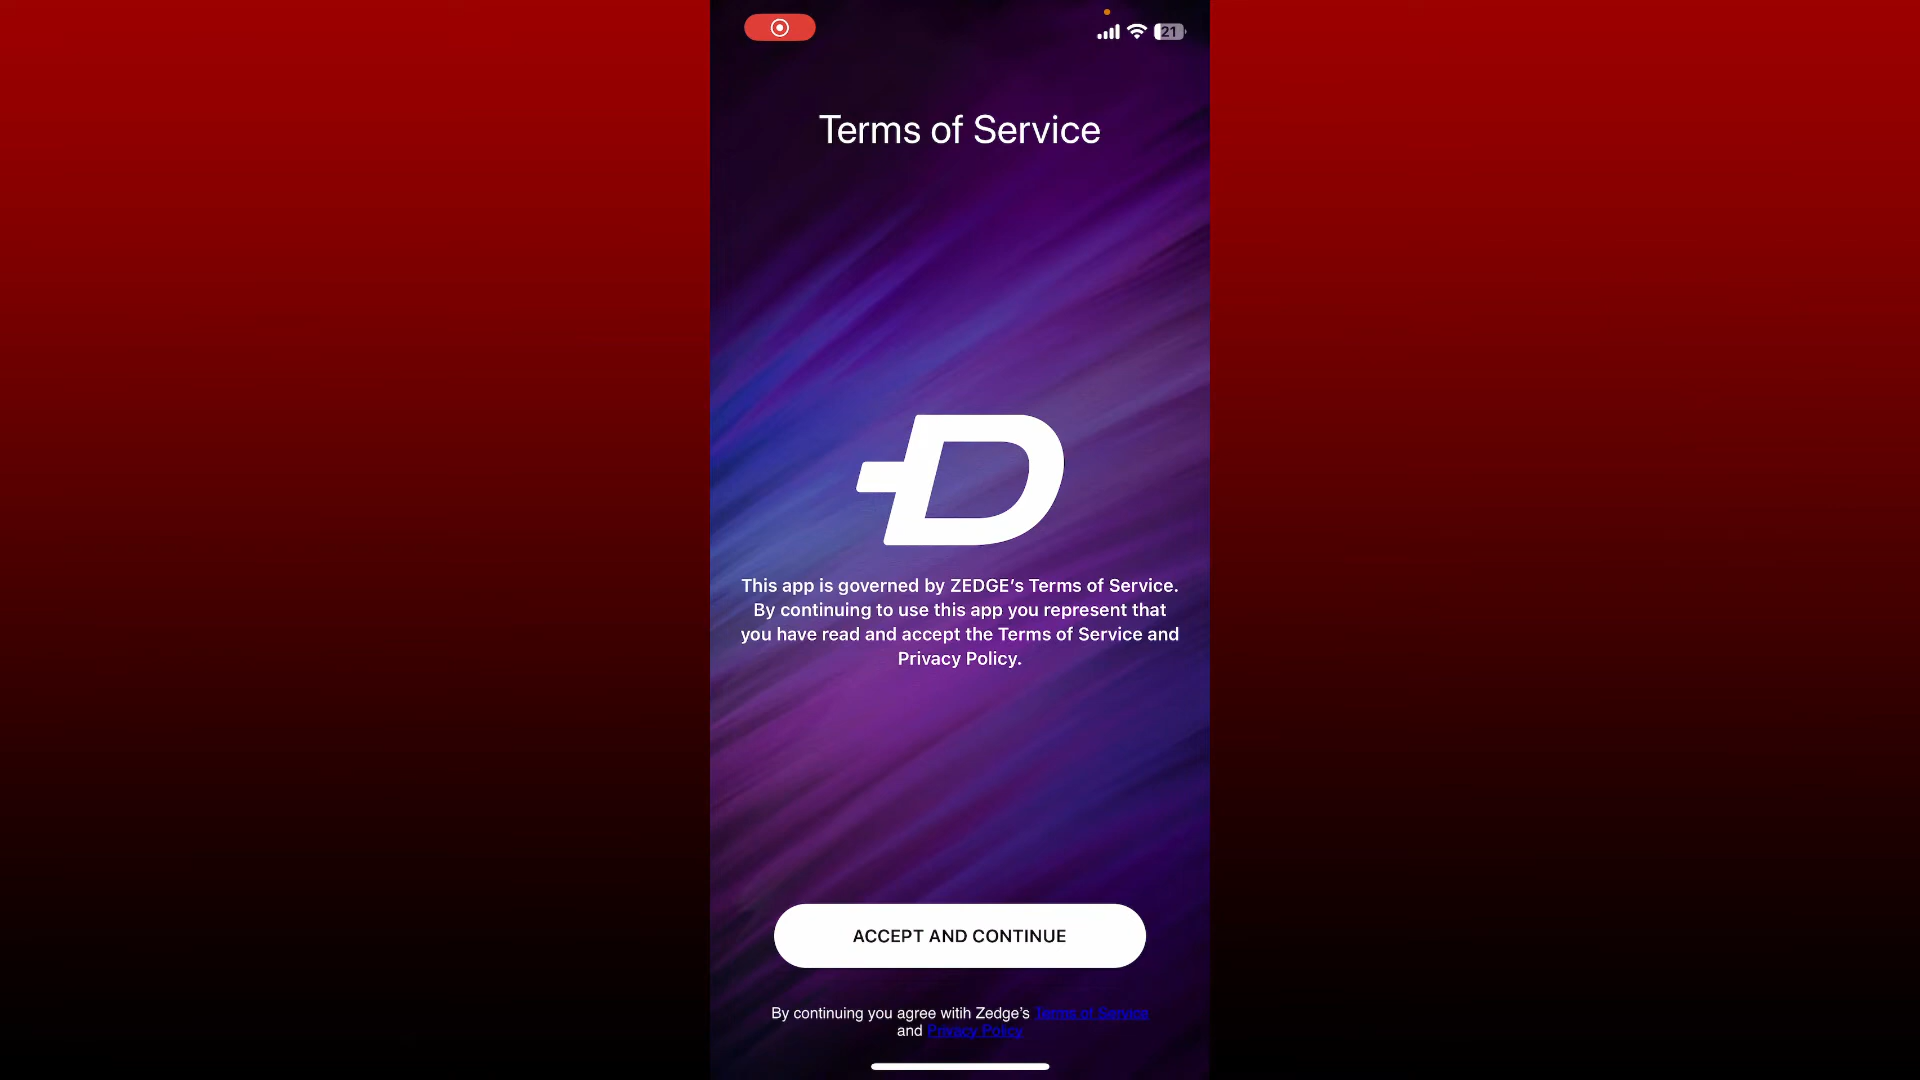 21
Terms of Service
This app is governed by ZEDGE’s Terms of Service.
By continuing to use this app you represent that
you have read and accept the Terms of Service and
Privacy Policy.
ACCEPT AND CONTINUE
By continuing you agree witih Zedge’s Terms of Service
and Privacy Policy